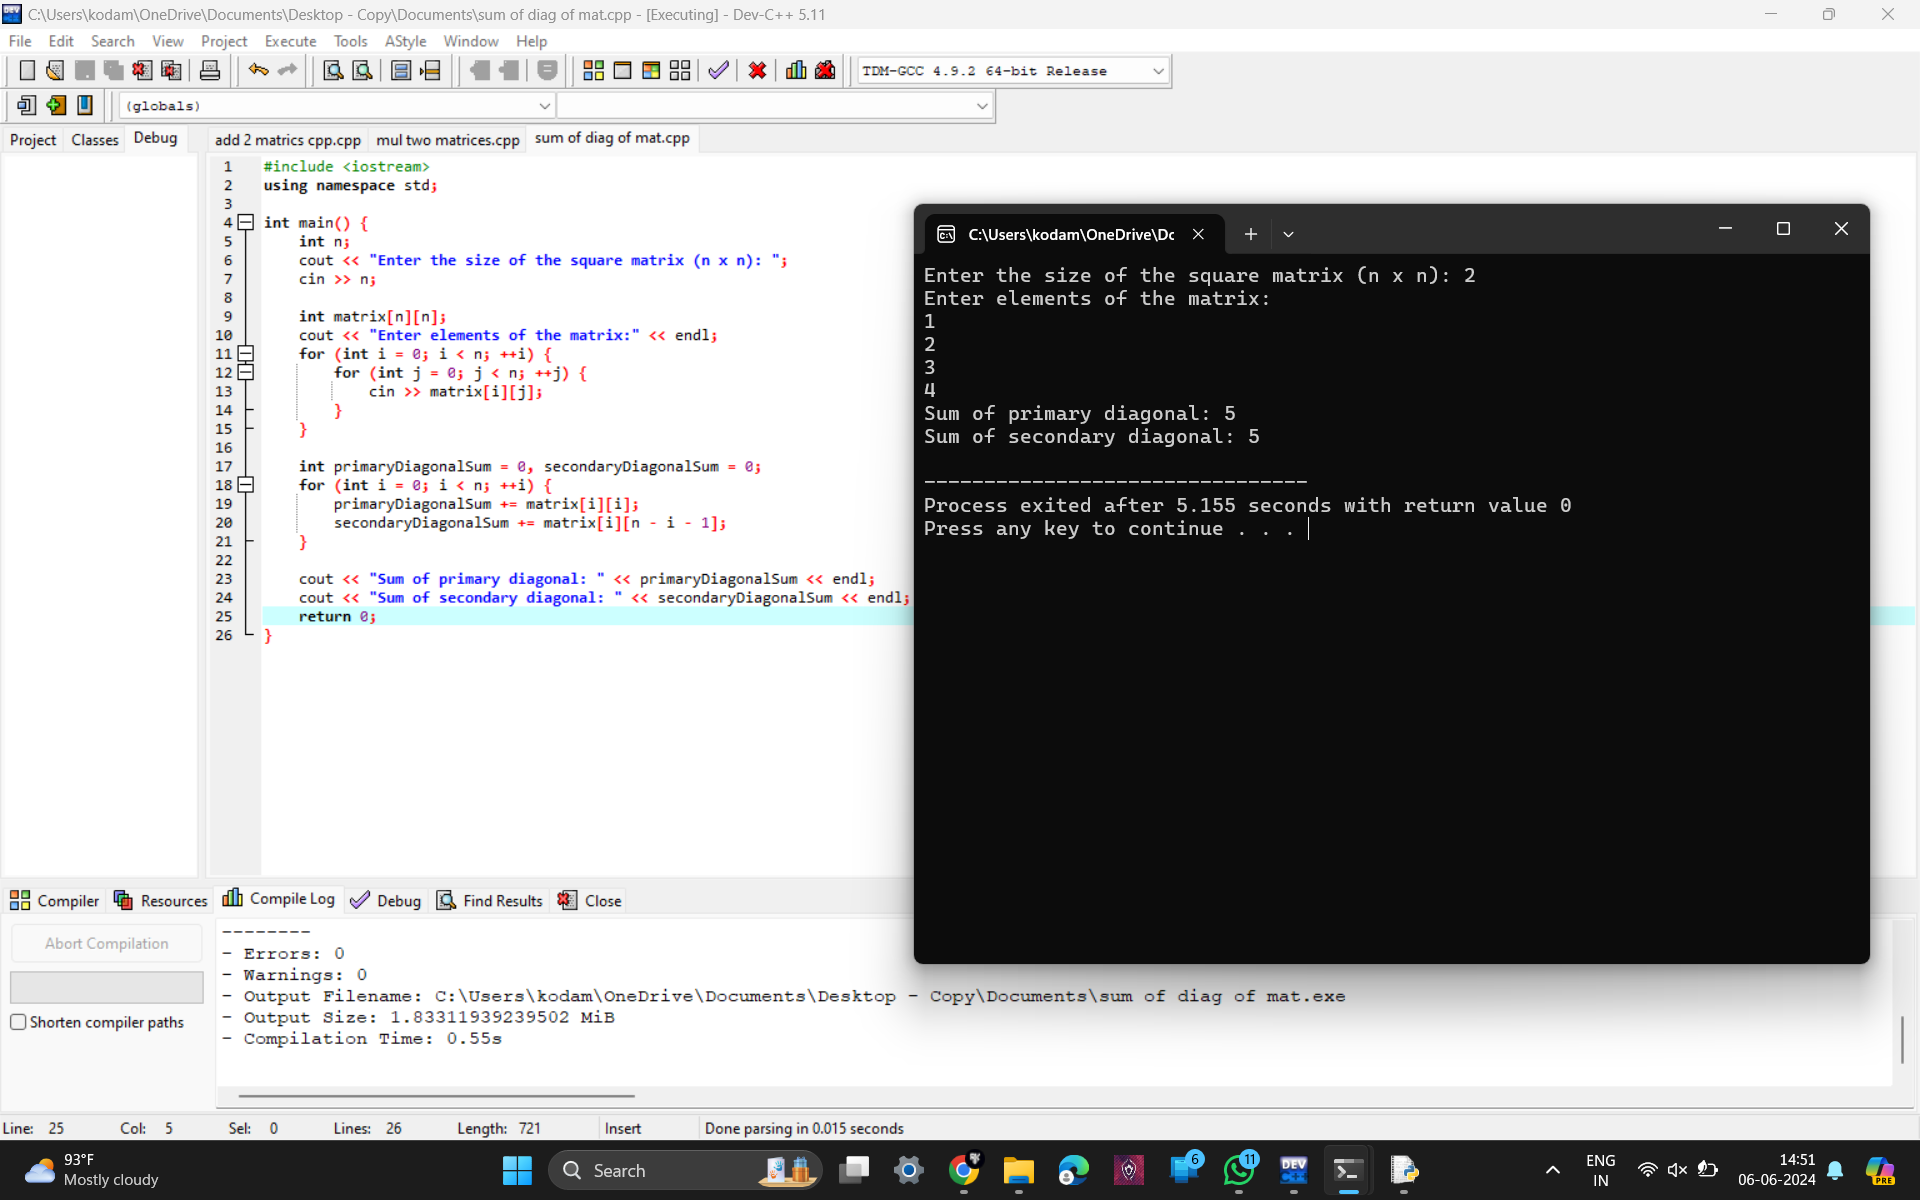 C:\Users\kodam\OneDrive\Documents\Desktop - Copy\Documents\sum of diag of mat.cpp - [Executing] - Dev-C++ 5.11
File Edit Search View Project Execute Tools AStyle Window Help
TDM-GCC 4.9.2 64-bit Release
(globals)
Project Classes Debug
add 2 matrics cpp.cpp mul two matrices.cpp sum of diag of mat.cpp
1 #include <iostream>
2 using namespace std;
3
4 int main() {
5 int n;
6 cout << "Enter the size of the square matrix (n x n): ";
7 cin >> n;
8
9 int matrix[n][n];
10 cout << "Enter elements of the matrix:" << endl;
11 for (int i = 0; i < n; ++i) {
12 for (int j = 0; j < n; ++j) {
13 cin >> matrix[i][j];
14 }
15 }
16
17 int primaryDiagonalSum = 0, secondaryDiagonalSum = 0;
18 for (int i = 0; i < n; ++i) {
19 primaryDiagonalSum += matrix[i][i];
20 secondaryDiagonalSum += matrix[i][n - i - 1];
21 }
22
23 cout << "Sum of primary diagonal: " << primaryDiagonalSum << endl;
24 cout << "Sum of secondary diagonal: " << secondaryDiagonalSum << endl;
25 return 0;
26 }
C:\Users\kodam\OneDrive\Dc
Enter the size of the square matrix (n x n): 2
Enter elements of the matrix:
1
2
3
4
Sum of primary diagonal: 5
Sum of secondary diagonal: 5
--------------------------------
Process exited after 5.155 seconds with return value 0
Press any key to continue . . .
Compiler Resources Compile Log Debug Find Results Close
Abort Compilation
Shorten compiler paths
--------
- Errors: 0
- Warnings: 0
- Output Filename: C:\Users\kodam\OneDrive\Documents\Desktop - Copy\Documents\sum of diag of mat.exe
- Output Size: 1.83311939239502 MiB
- Compilation Time: 0.55s
Line: 25 Col: 5 Sel: 0 Lines: 26 Length: 721 Insert Done parsing in 0.015 seconds
93°F
Mostly cloudy
Search
6
11
DEV
ENG
IN
14:51
06-06-2024
PRE